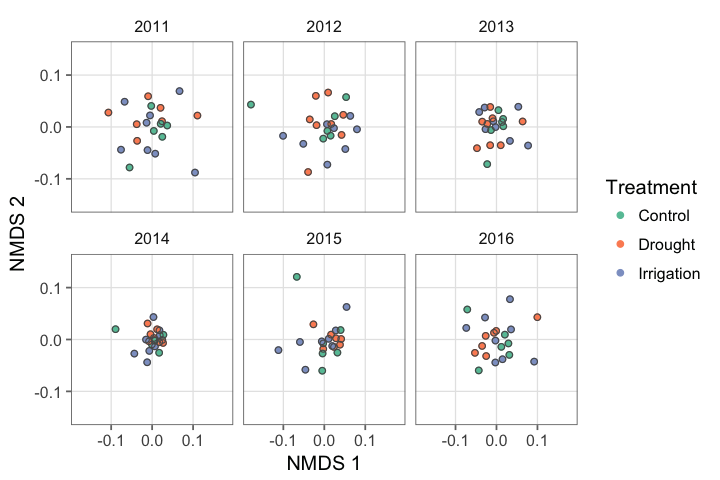 2011 2012 2013
0.1
0.0
-0.1
NMDS 2
2014 2015 2016
0.1
0.0
-0.1
-0.1 0.0 0.1 -0.1 0.0 0.1 -0.1 0.0 0.1
NMDS 1
Treatment
Control
Drought
Irrigation